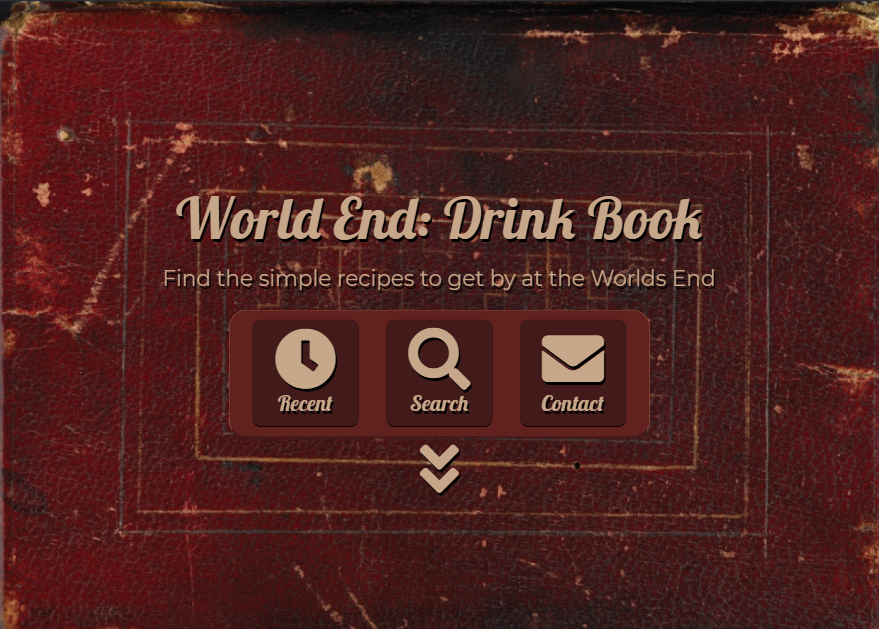 World End: Drink Book
Find the simple recipes to get by at the Worlds End
Recent Search Contact